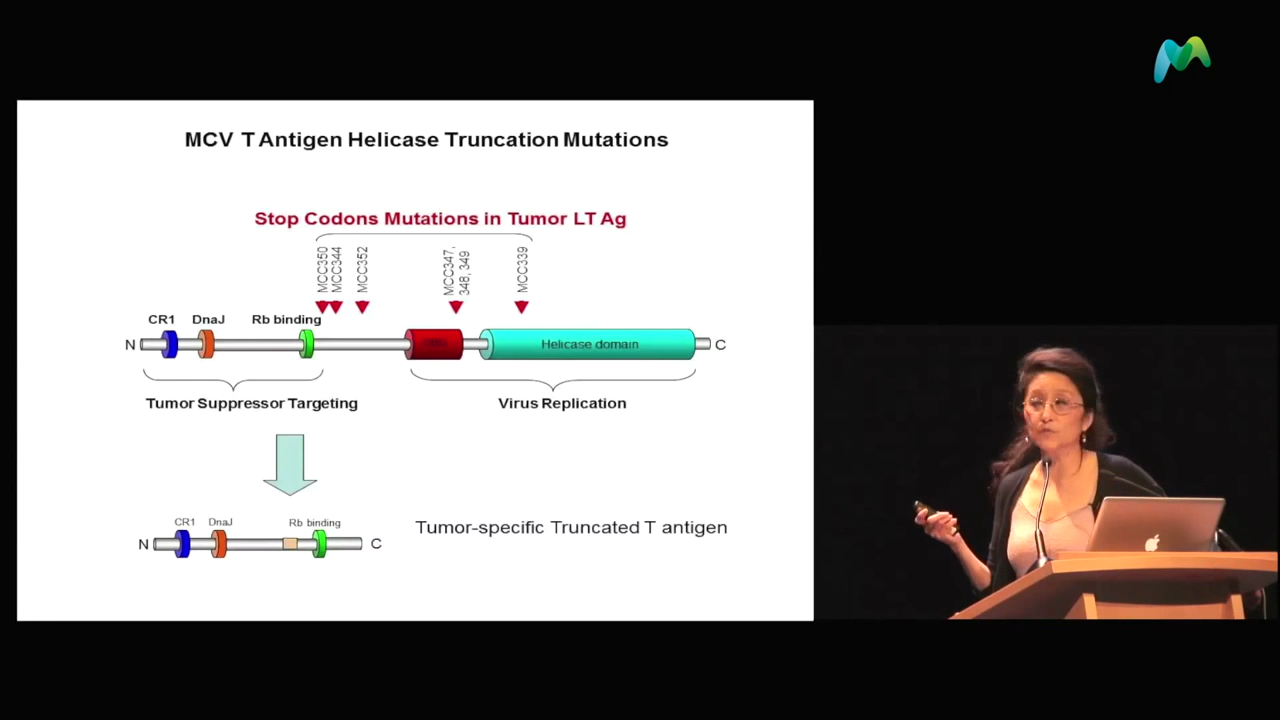 MCV T Antigen Helicase Truncation Mutations
Stop Codons Mutations in Tumor LT Ag
MCC350
MCC344
MCC352
MCC347,
348, 349
MCC339
CR1 DnaJ Rb binding
N Helicase domain C
Tumor Suppressor Targeting Virus Replication
CR1 DnaJ Rb binding
N C
Tumor-specific Truncated T antigen